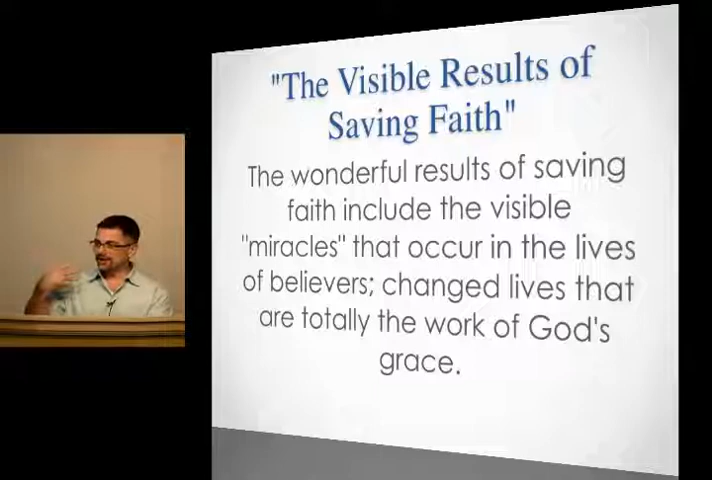 "The Visible Results of
Saving Faith"
The wonderful results of saving
faith include the visible
"miracles" that occur in the lives
of believers; changed lives that
are totally the work of God's
grace.